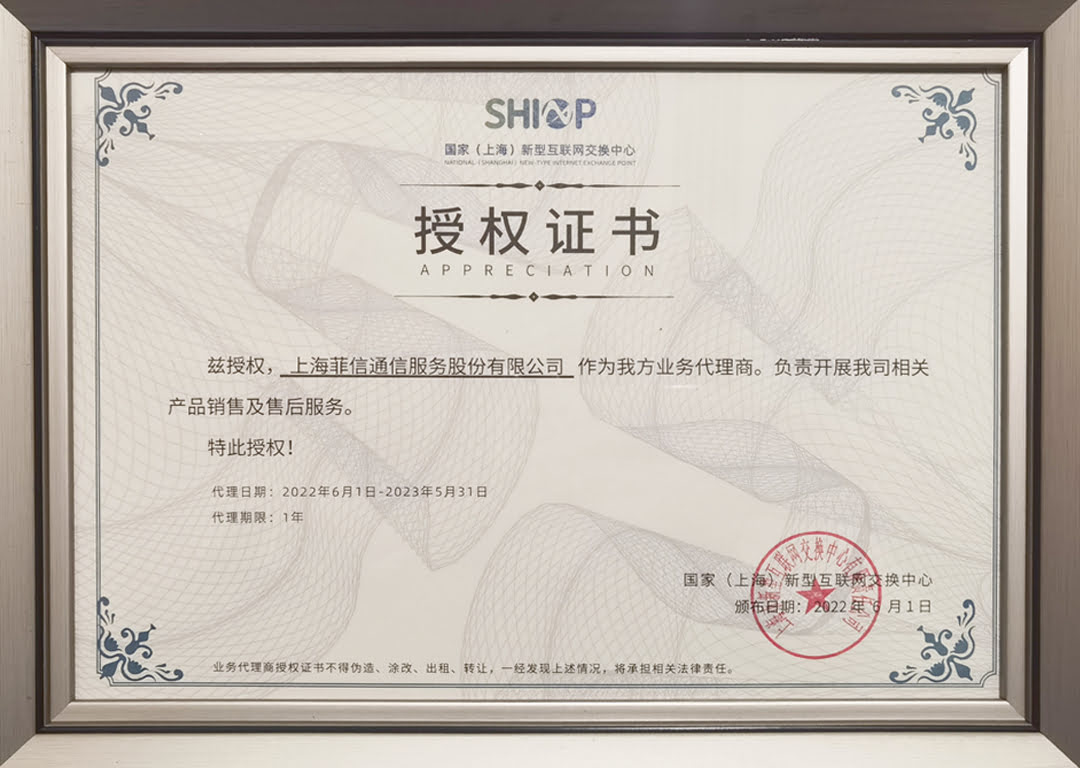 SHIXP
国家（上海）新型互联网交换中心
NATIONAL (SHANGHAI) NEW-TYPE INTERNET EXCHANGE POINT
授权证书
APPRECIATION
兹授权，上海菲信通信服务股份有限公司 作为我方业务代理商。负责开展我司相关
产品销售及售后服务。
特此授权！
代理日期：2022年6月1日-2023年5月31日
代理期限：1年
国家（上海）新型互联网交换中心
颁布日期：2022年6月1日
业务代理商授权证书不得伪造、涂改、出租、转让，一经发现上述情况，将承担相关法律责任。